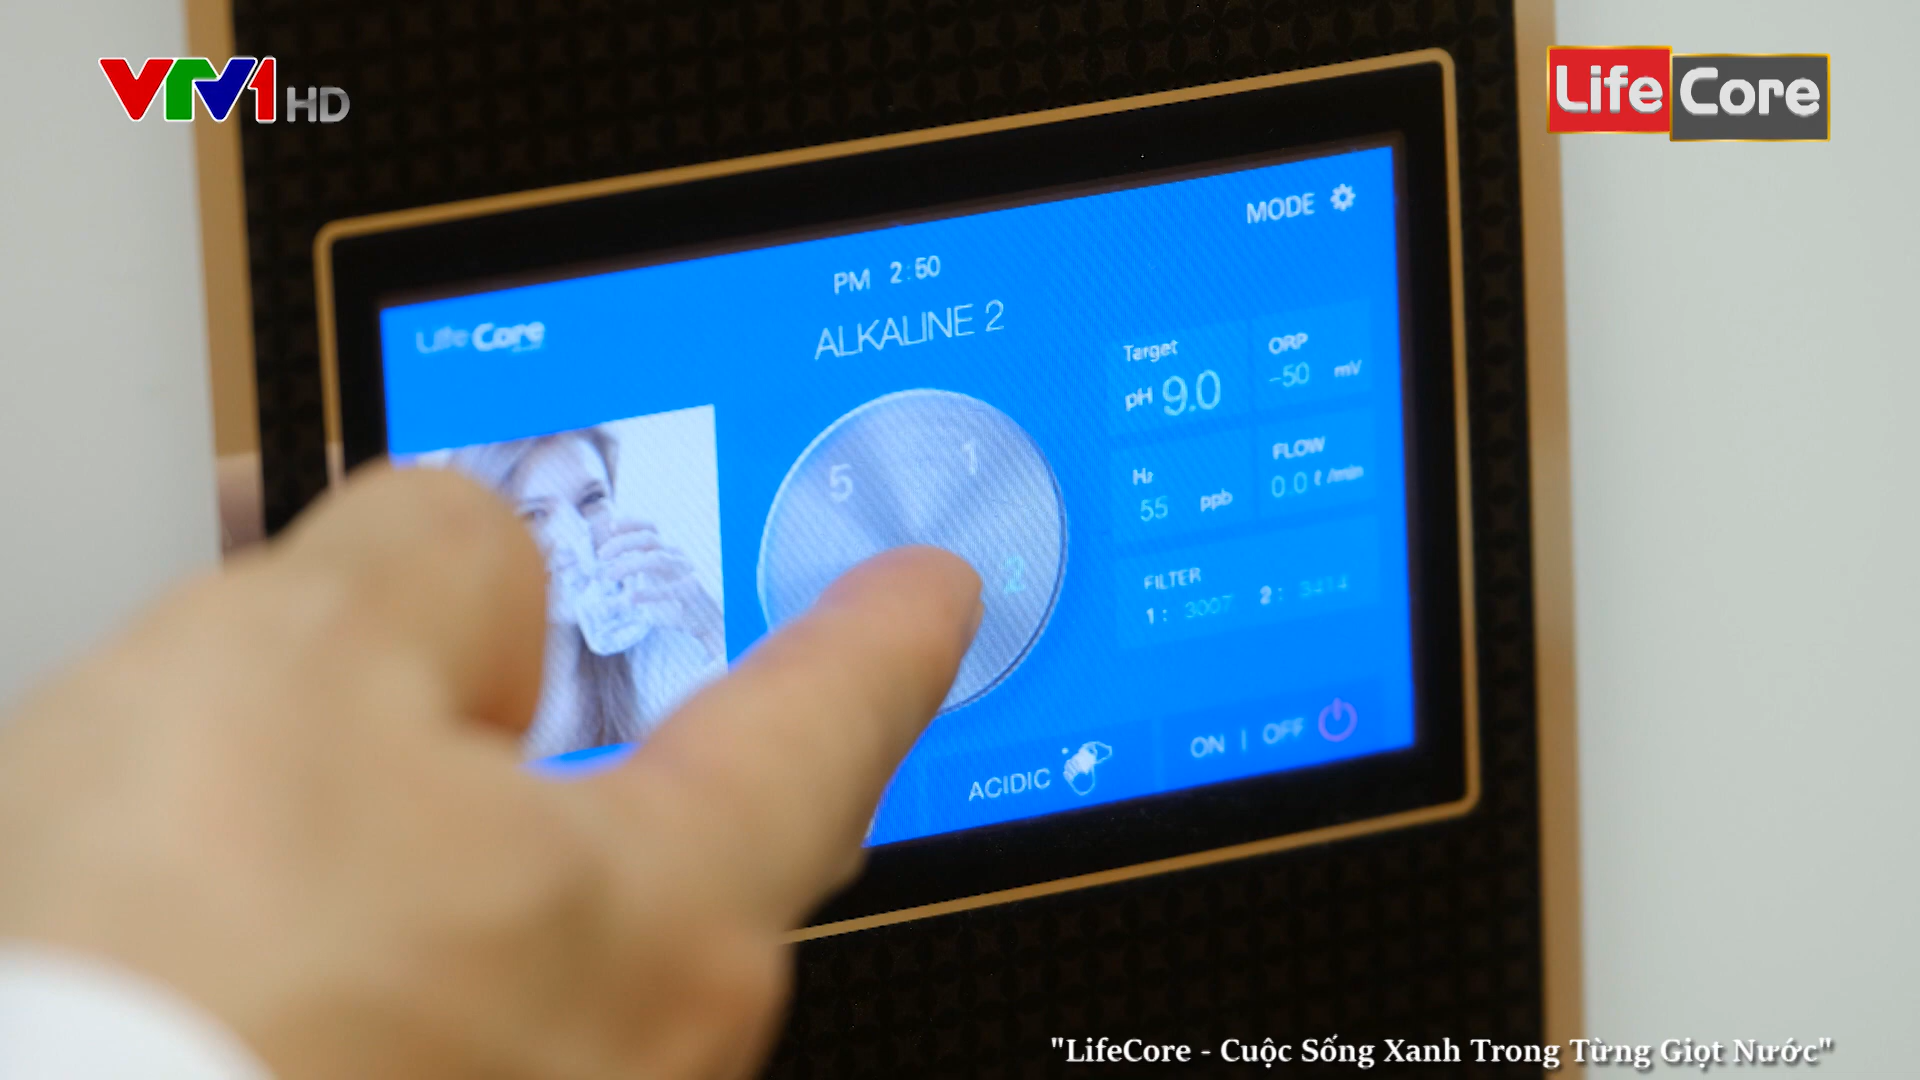 VTV1 HD
Life Core
MODE
PM 2:50
Life Core
ALKALINE 2
Target
pH 9.0
ORP
-50 mV
5
1
2
H₂
55 ppb
FLOW
0.0 ℓ/min
FILTER
1: 3007 2: 3414
ACIDIC
ON | OFF
"LifeCore - Cuộc Sống Xanh Trong Từng Giọt Nước"